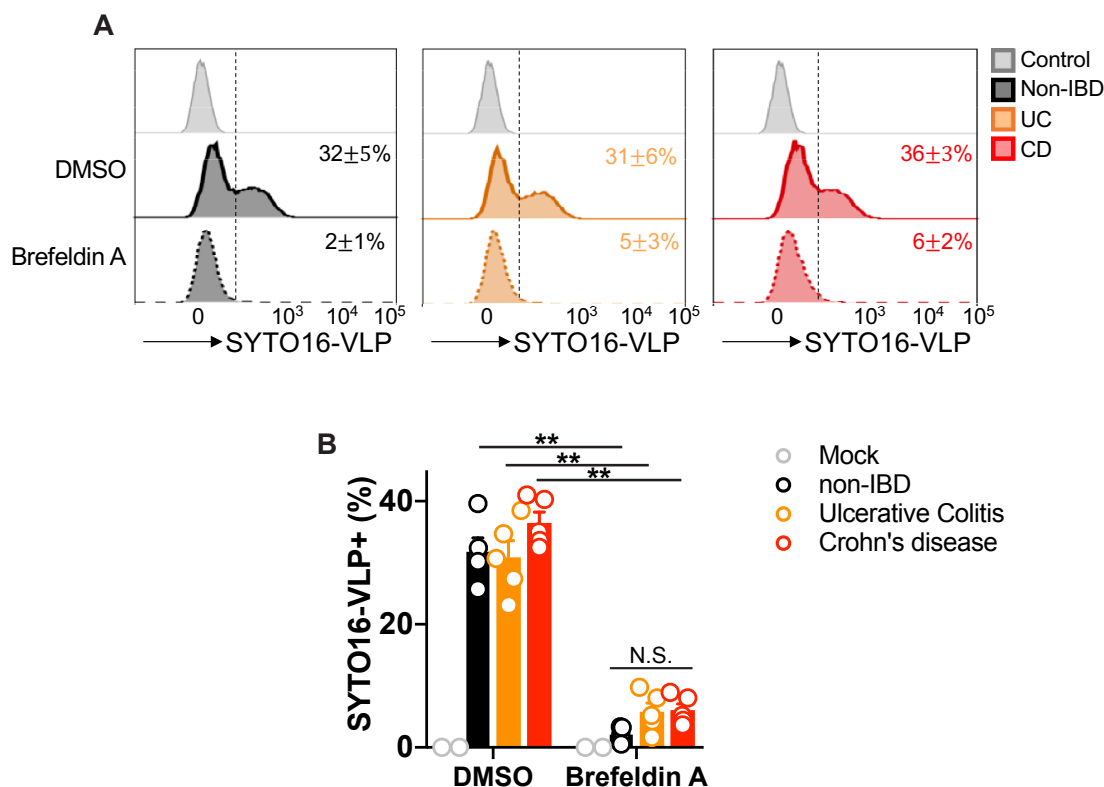 A
Control
Non-IBD
UC
CD
DMSO
32±5%
31±6%
36±3%
Brefeldin A
2±1%
5±3%
6±2%
0 10³ 10⁴ 10⁵
0 10³ 10⁴ 10⁵
0 10³ 10⁴ 10⁵
SYTO16-VLP
SYTO16-VLP
SYTO16-VLP
B
**
**
**
Mock
non-IBD
Ulcerative Colitis
Crohn's disease
SYTO16-VLP+ (%)
40
20
0
N.S.
DMSO
Brefeldin A